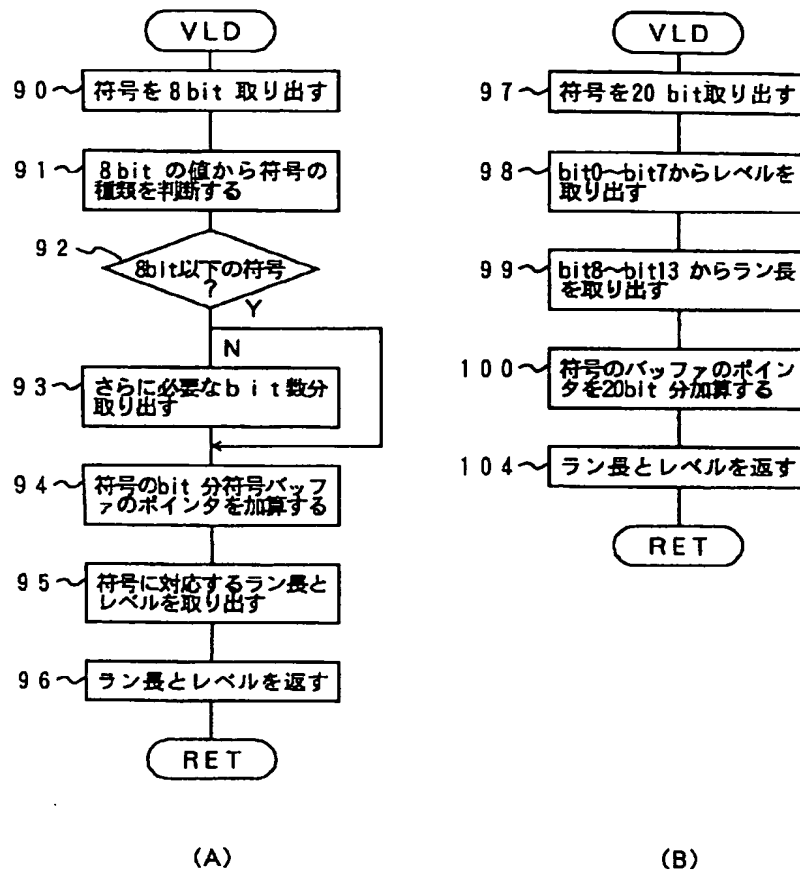 VLD
90
符号を8bit 取り出す
91
8bit の値から符号の
種類を判断する
92
8bit以下の符号
?
Y
N
93
さらに必要なbit数分
取り出す
94
符号のbit 分符号バッフ
ァのポインタを加算する
95
符号に対応するラン長と
レベルを取り出す
96
ラン長とレベルを返す
RET
(A)
VLD
97
符号を20 bit取り出す
98
bit0~bit7からレベルを
取り出す
99
bit8~bit13 からラン長
を取り出す
100
符号のバッファのポイン
タを20bit 分加算する
104
ラン長とレベルを返す
RET
(B)